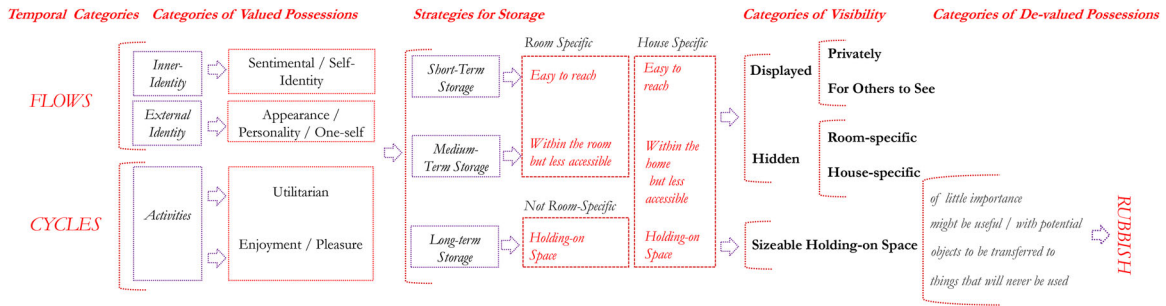 Temporal Categories
Categories of Valued Possessions
Strategies for Storage
Categories of Visibility
Categories of De-valued Possessions
FLOWS
Inner-
Identity
Sentimental / Self-
Identity
External
Identity
Appearance /
Personality / One-self
CYCLES
Activities
Utilitarian
Enjoyment / Pleasure
Room Specific
House Specific
Short-Term
Storage
Easy to reach
Easy to
reach
Medium-
Term Storage
Within the room
but less accessible
Within the
home
but less
accessible
Not Room-Specific
Long-term
Storage
Holding-on
Space
Holding-on
Space
Displayed
Privately
For Others to See
Hidden
Room-specific
House-specific
Sizeable Holding-on Space
of little importance
might be useful / with potential
objects to be transferred to
things that will never be used
RUBBISH